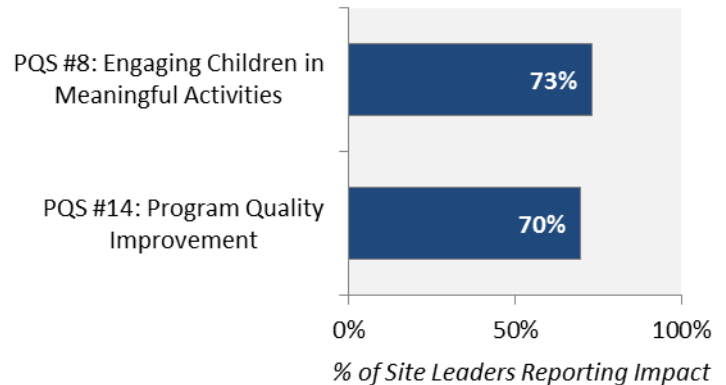 PQS #8: Engaging Children in
Meaningful Activities
73%
PQS #14: Program Quality
Improvement
70%
0%
50%
100%
% of Site Leaders Reporting Impact